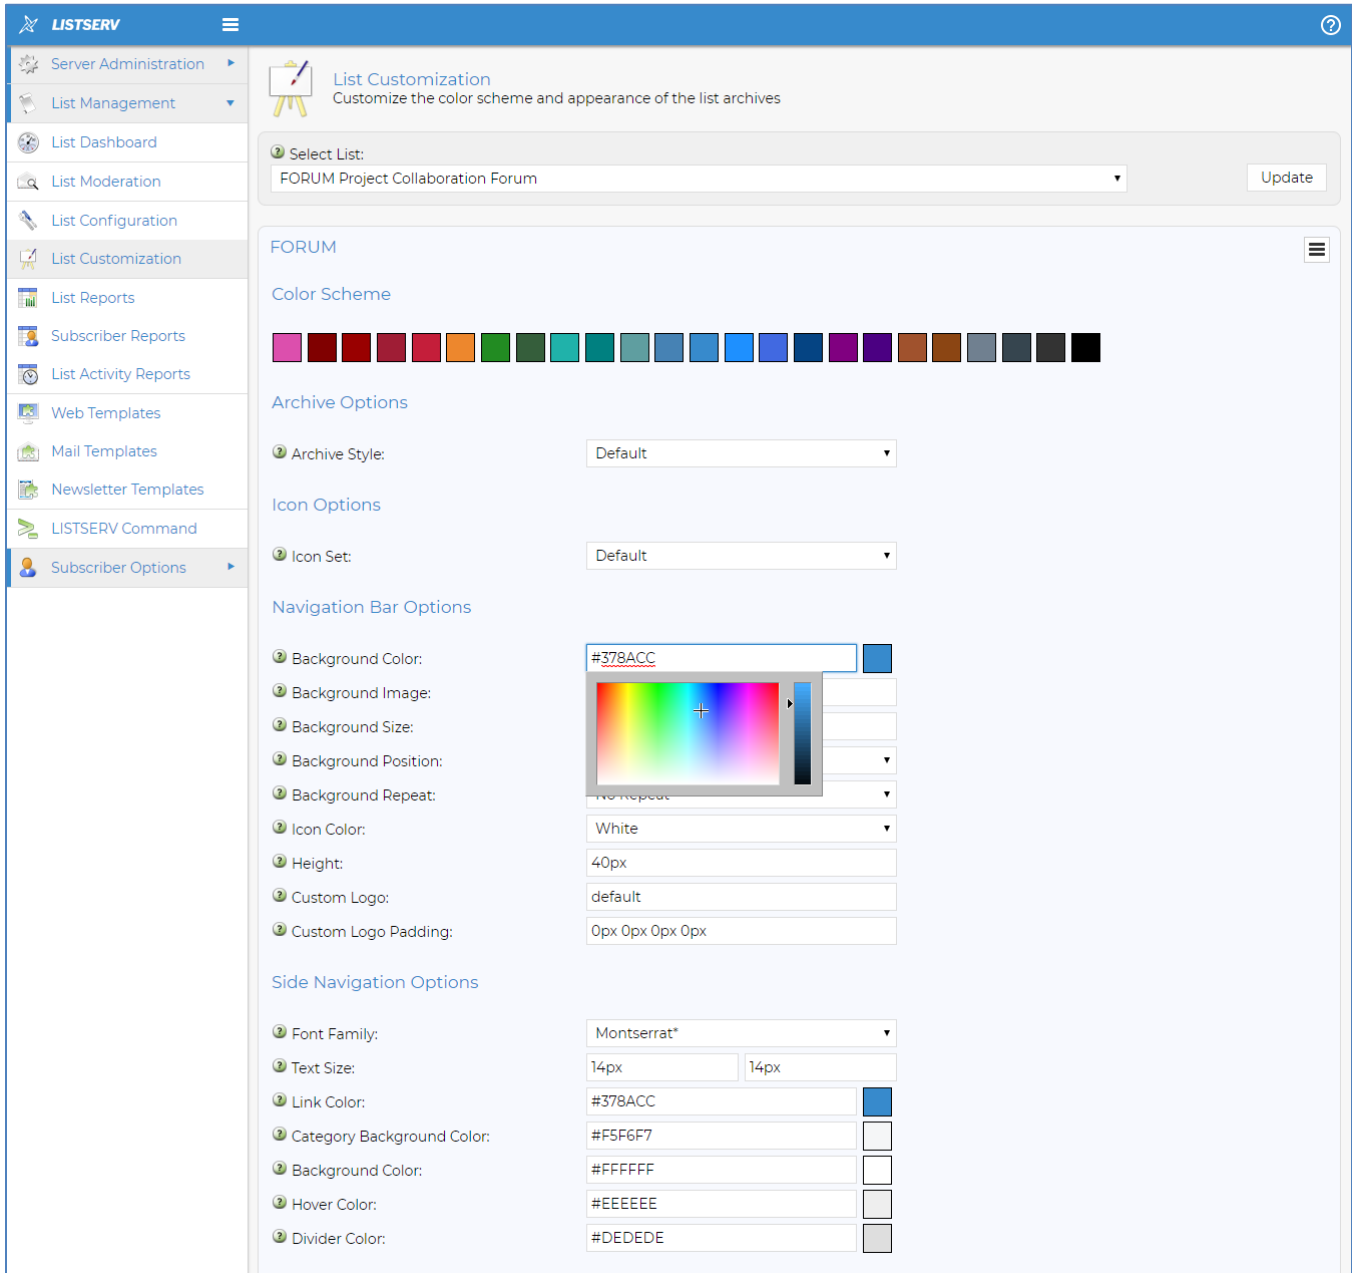 LISTSERV
Server Administration
List Management
List Dashboard
List Moderation
List Configuration
List Customization
List Reports
Subscriber Reports
List Activity Reports
Web Templates
Mail Templates
Newsletter Templates
LISTSERV Command
Subscriber Options
List Customization
Customize the color scheme and appearance of the list archives
Select List:
FORUM Project Collaboration Forum
Update
FORUM
Color Scheme
Archive Options
Archive Style: Default
Icon Options
Icon Set: Default
Navigation Bar Options
Background Color: #378ACC
Background Image:
Background Size:
Background Position:
Background Repeat: No Repeat
Icon Color: White
Height: 40px
Custom Logo: default
Custom Logo Padding: 0px 0px 0px 0px
Side Navigation Options
Font Family: Montserrat*
Text Size: 14px 14px
Link Color: #378ACC
Category Background Color: #F5F6F7
Background Color: #FFFFFF
Hover Color: #EEEEEE
Divider Color: #DEDEDE